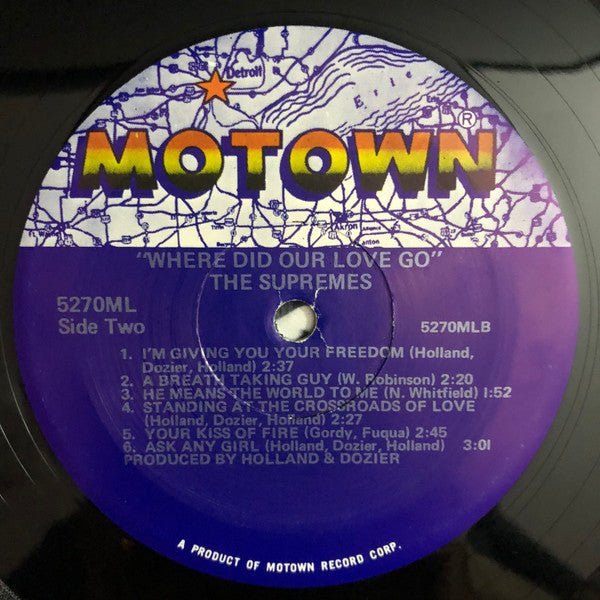 Detroit
Erie
MOTOWN®
Akron
Canton
"WHERE DID OUR LOVE GO"
THE SUPREMES
5270ML
Side Two
5270MLB
1. I'M GIVING YOU YOUR FREEDOM (Holland,
Dozier, Holland) 2:37
2. A BREATH TAKING GUY (W. Robinson) 2:20
3. HE MEANS THE WORLD TO ME (N. Whitfield) 1:52
4. STANDING AT THE CROSSROADS OF LOVE
(Holland, Dozier, Holland) 2:27
5. YOUR KISS OF FIRE (Gordy, Fuqua) 2:45
6. ASK ANY GIRL (Holland, Dozier, Holland) 3:01
PRODUCED BY HOLLAND & DOZIER
A PRODUCT OF MOTOWN RECORD CORP.